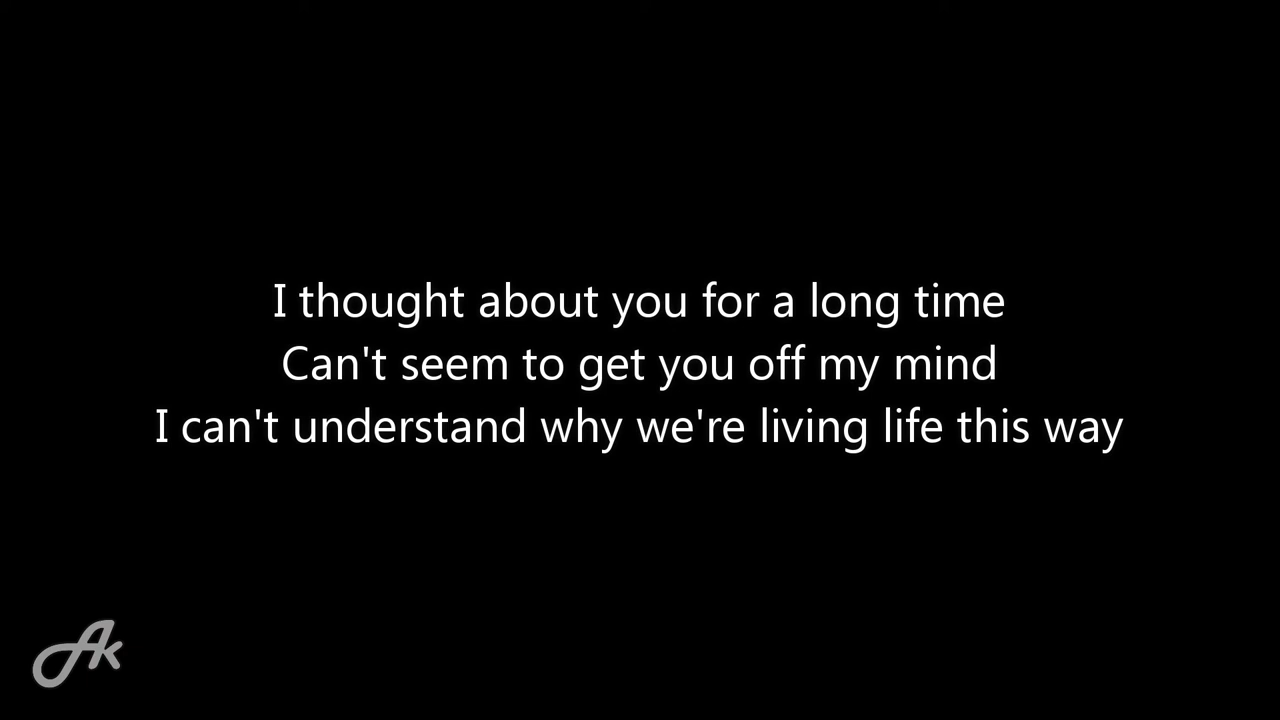 I thought about you for a long time
Can't seem to get you off my mind
I can't understand why we're living life this way
Ak